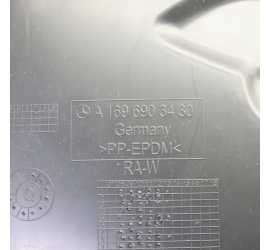 A 169 690 34 30
Germany
>PP-EPDM<
RA-W